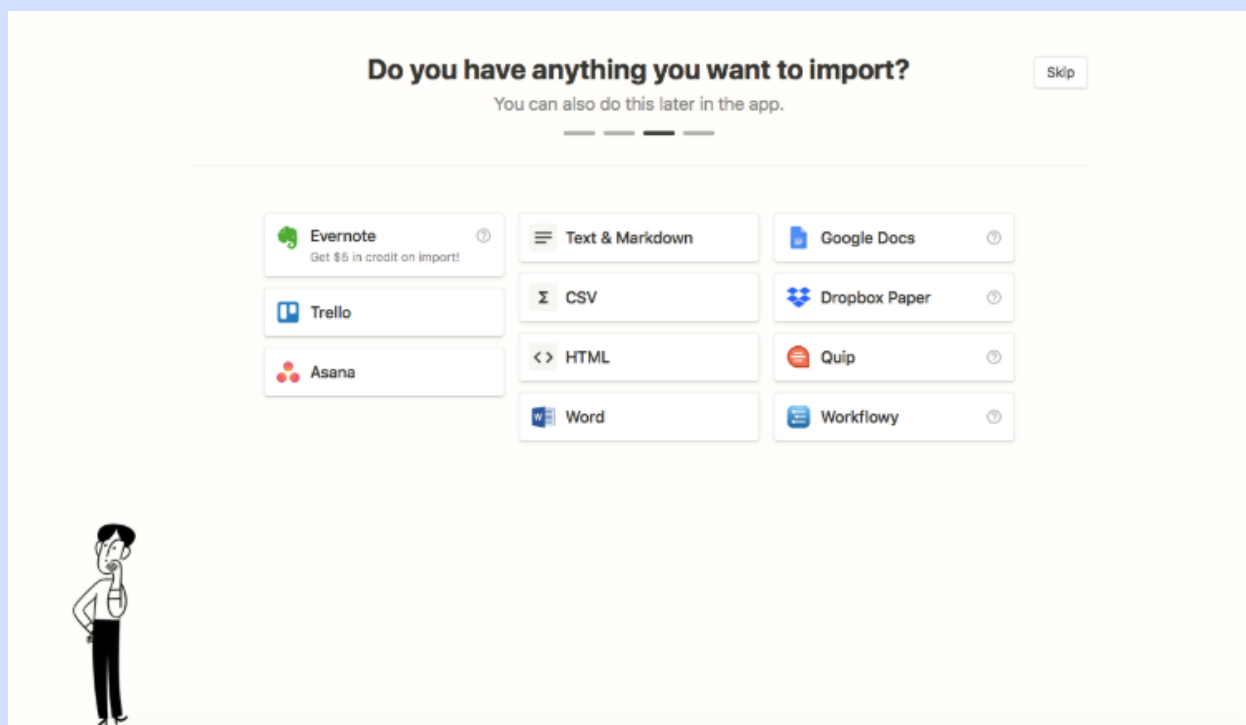 Do you have anything you want to import?
Skip
You can also do this later in the app.
Evernote
Get $5 in credit on import!
Trello
Asana
Text & Markdown
CSV
HTML
Word
Google Docs
Dropbox Paper
Quip
Workflowy